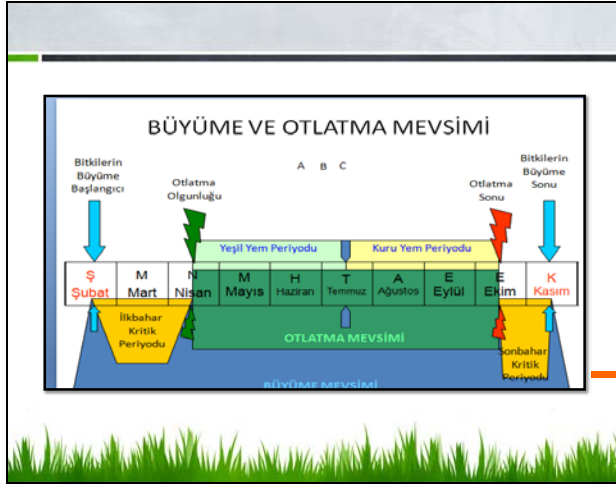 BÜYÜME VE OTLATMA MEVSİMİ
Bitkilerin
Büyüme
Başlangıcı
Otlatma
Olgunluğu
A B C
Otlatma
Sonu
Bitkilerin
Büyüme
Sonu
Yeşil Yem Periyodu
Kuru Yem Periyodu
Ş M N M H T A E E K
Şubat Mart Nisan Mayıs Haziran Temmuz Ağustos Eylül Ekim Kasım
İlkbahar
Kritik
Periyodu
OTLATMA MEVSİMİ
Sonbahar
Kritik
Periyodu
BÜYÜME MEVSİMİ